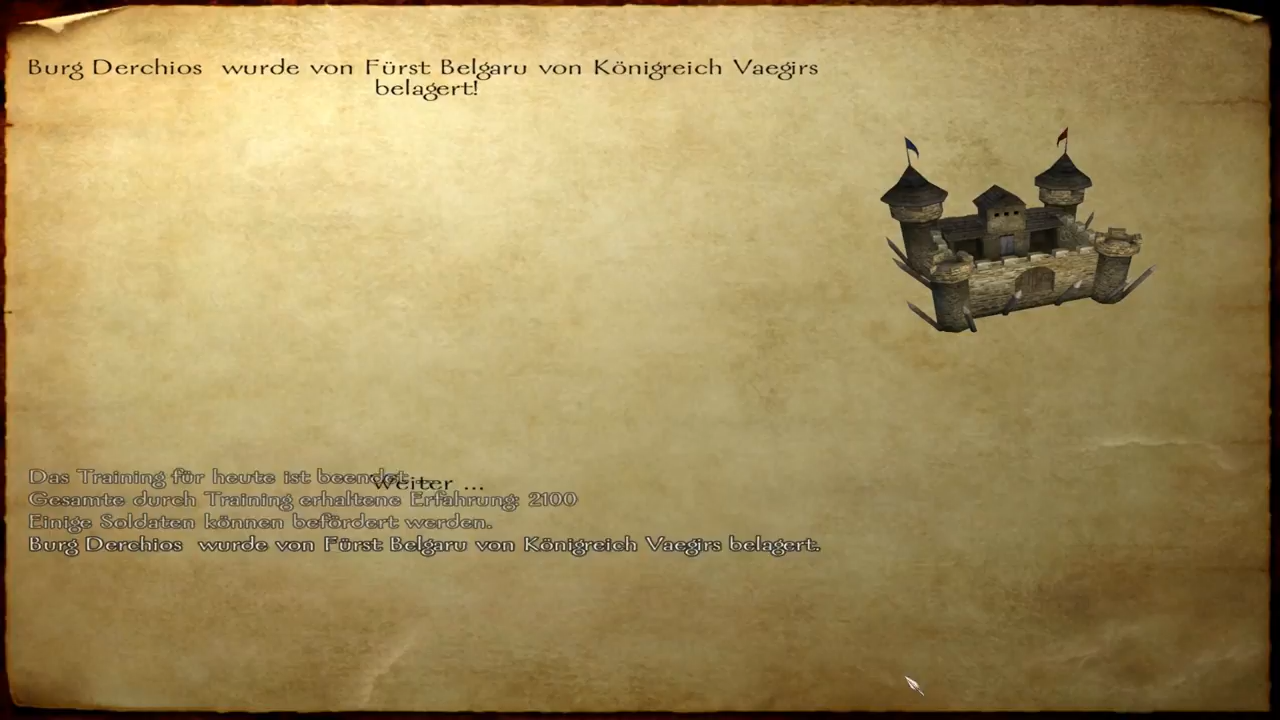 Burg Derchios wurde von Fürst Belgaru von Königreich Vaegirs
belagert!
Das Training für heute ist beendet.
Weiter ...
Gesamte durch Training erhaltene Erfahrung: 2100
Einige Soldaten können befördert werden.
Burg Derchios wurde von Fürst Belgaru von Königreich Vaegirs belagert.